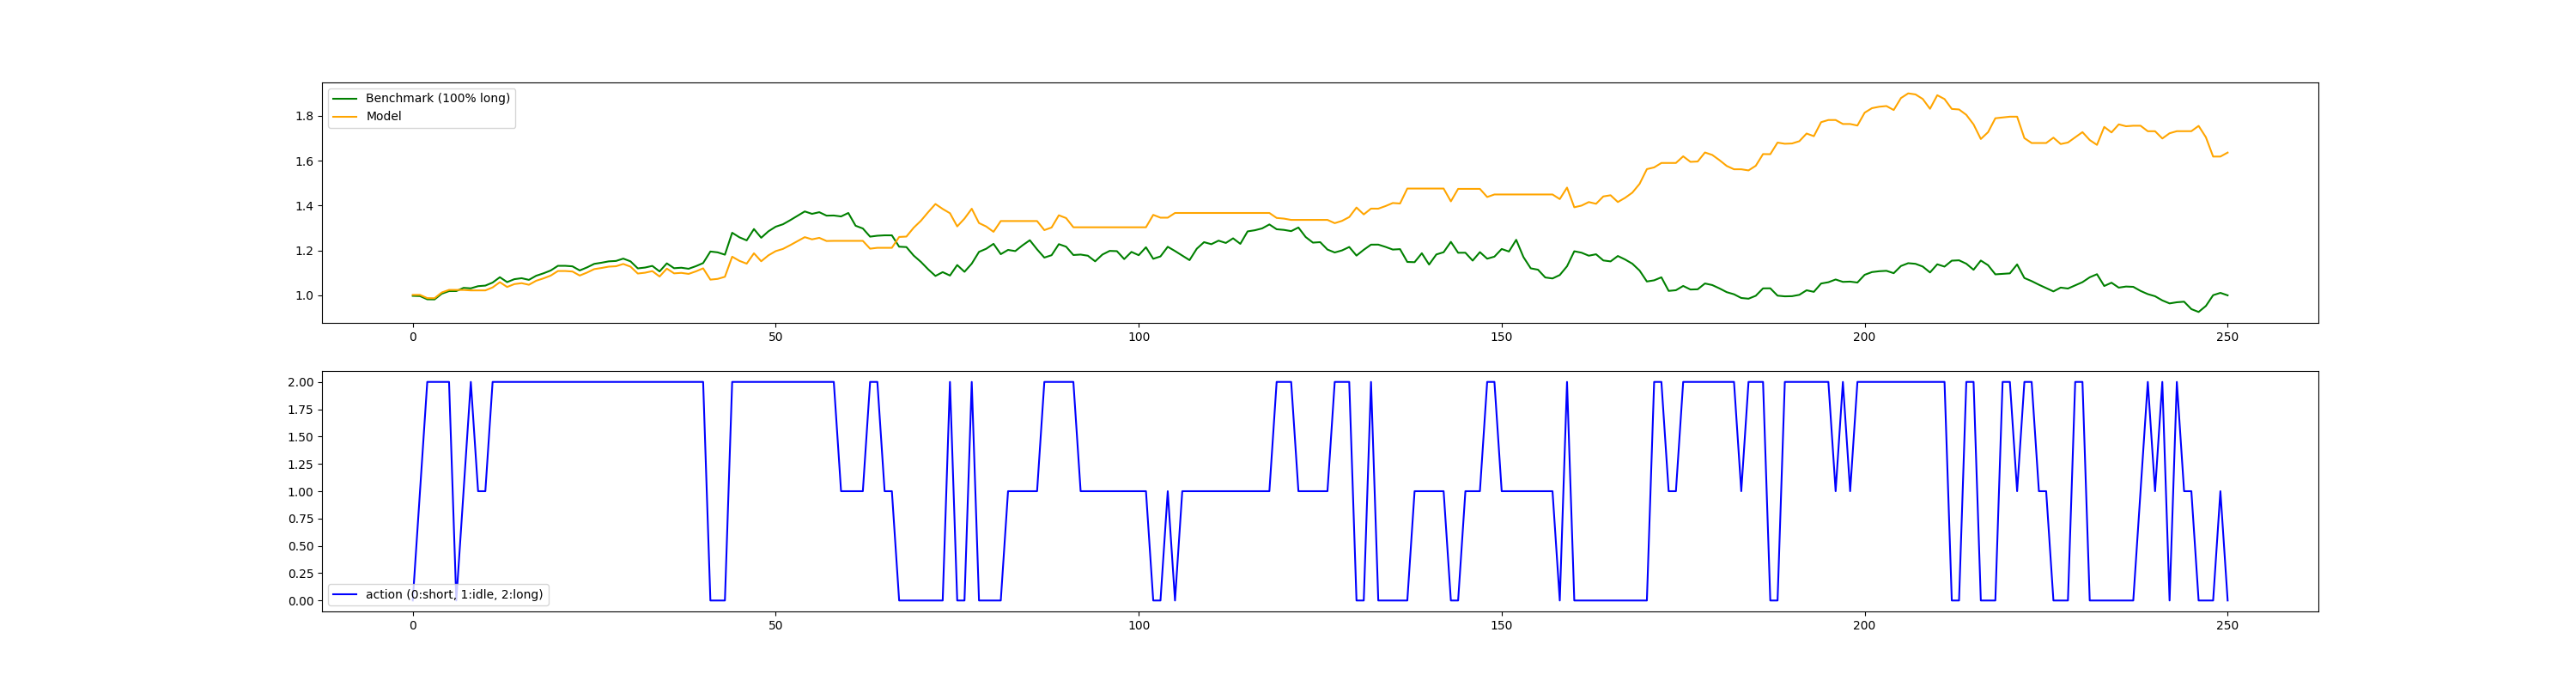 Benchmark (100% long)
Model
1.8
1.6
1.4
1.2
1.0
0 50 100 150 200 250
2.00
1.75
1.50
1.25
1.00
0.75
0.50
0.25
0.00
action (0:short, 1:idle, 2:long)
0 50 100 150 200 250